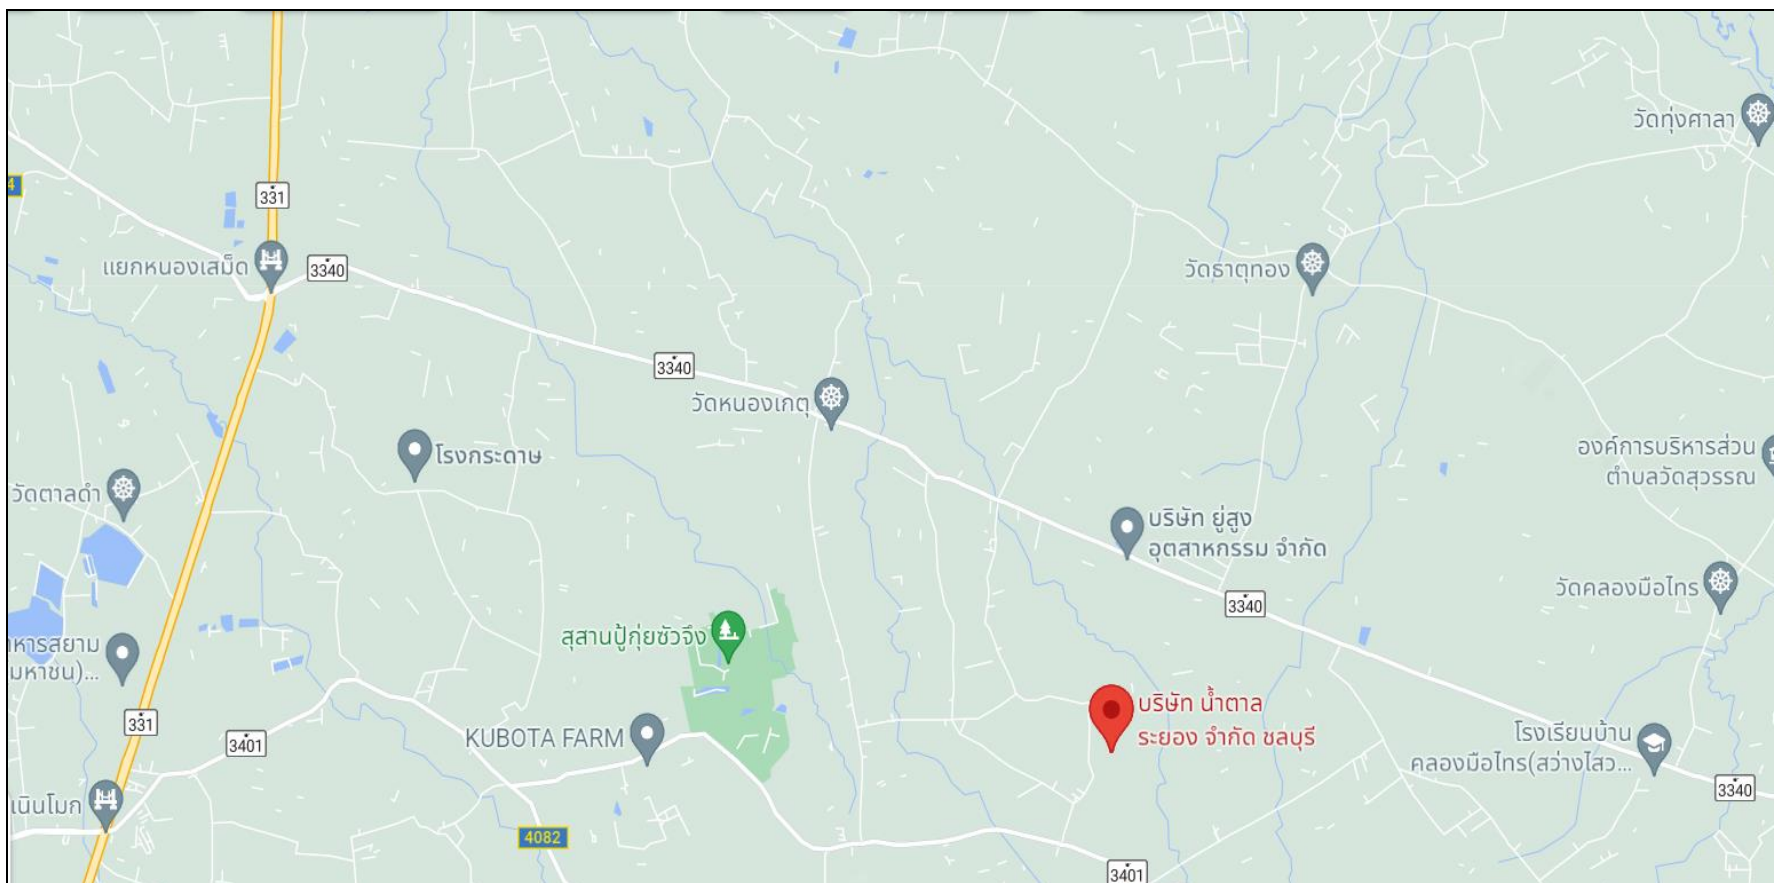 วัดทุ่งศาลา
4
331
แยกหนองเสม็ด
3340
วัดธาตุทอง
3340
วัดหนองเกตุ
โรงกระดาษ
องค์การบริหารส่วน
ตำบลวัดสุวรรณ
วัดตาลดำ
บริษัท ยู่สูง
อุตสาหกรรม จำกัด
วัดคลองมือไทร
3340
สุสานปู้กุ่ยซัวจึง
าหารสยาม
มหาชน)...
บริษัท น้ำตาล
ระยอง จำกัด ชลบุรี
331
3401
KUBOTA FARM
โรงเรียนบ้าน
คลองมือไทร(สว่างไสว...
3340
เนินโมก
4082
3401